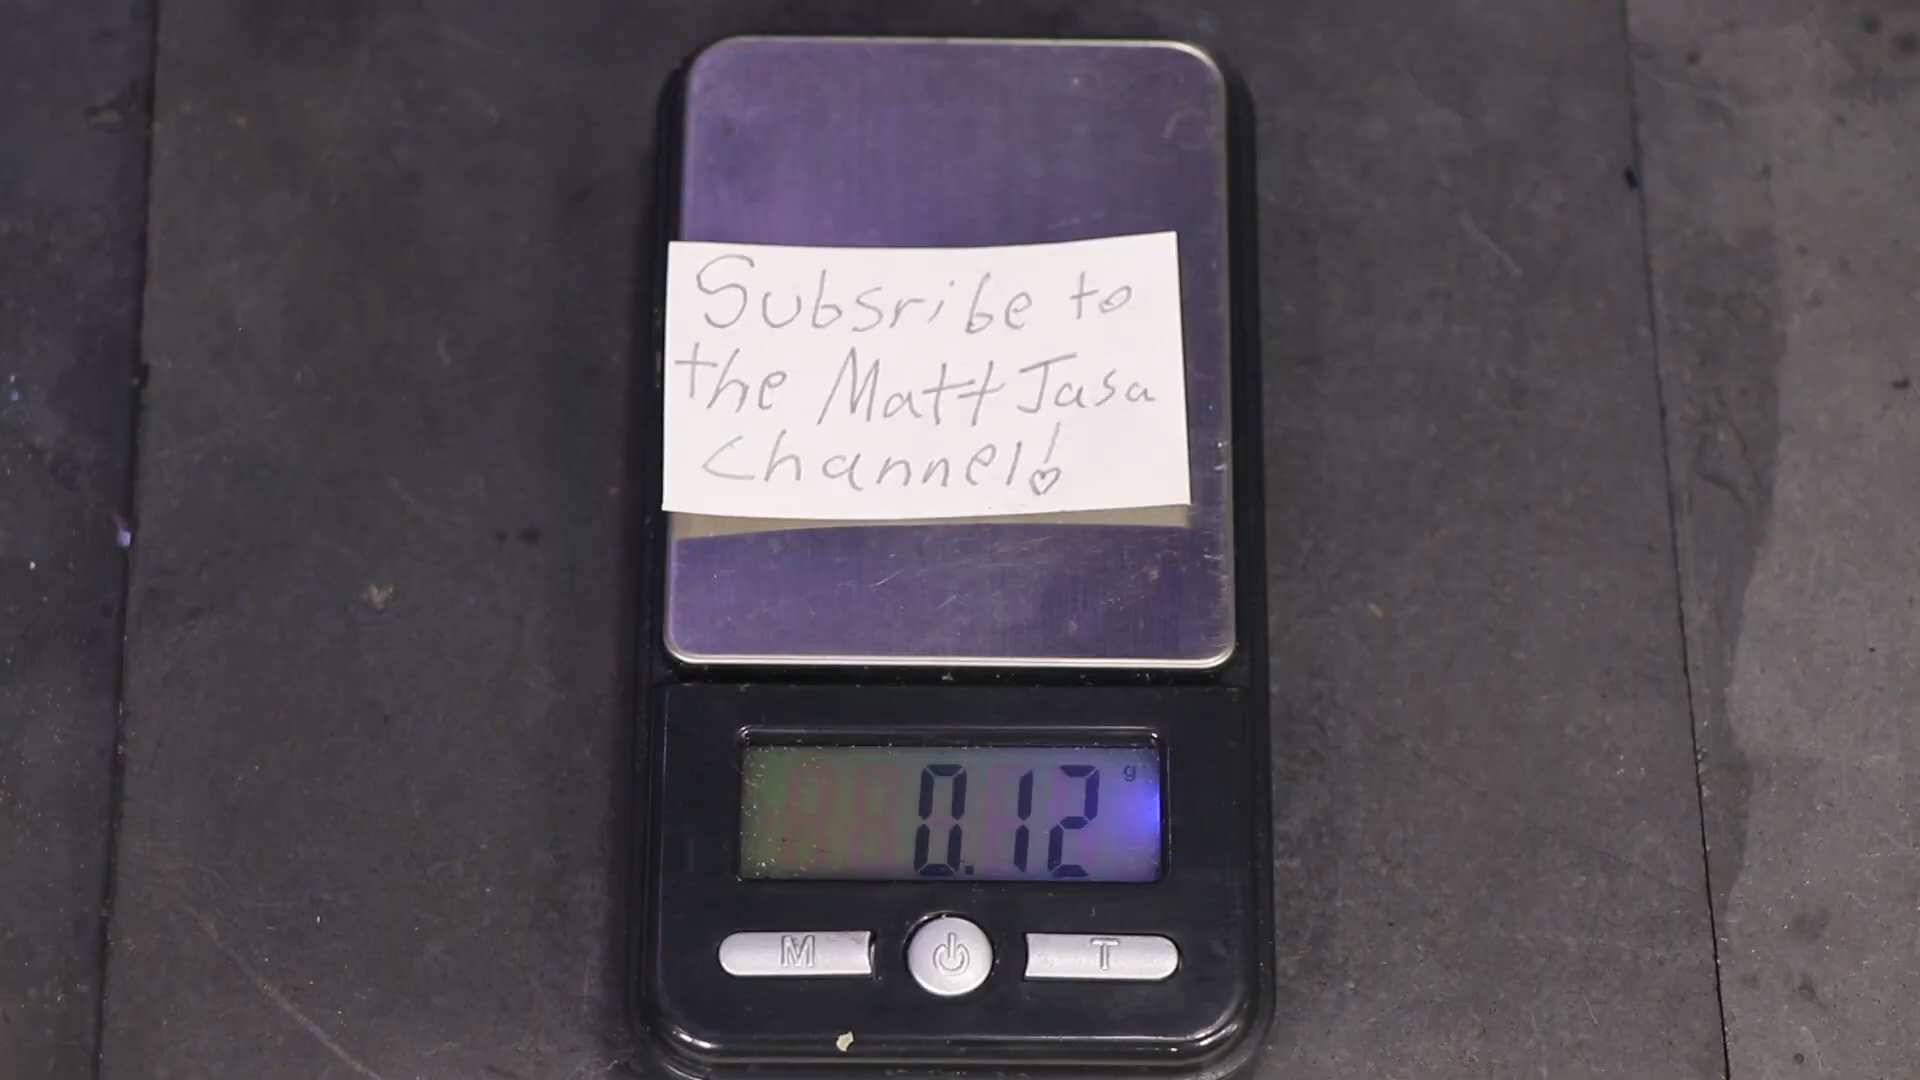 Subsribe to
the Matt Jasa
channel!
0.12 g
M T